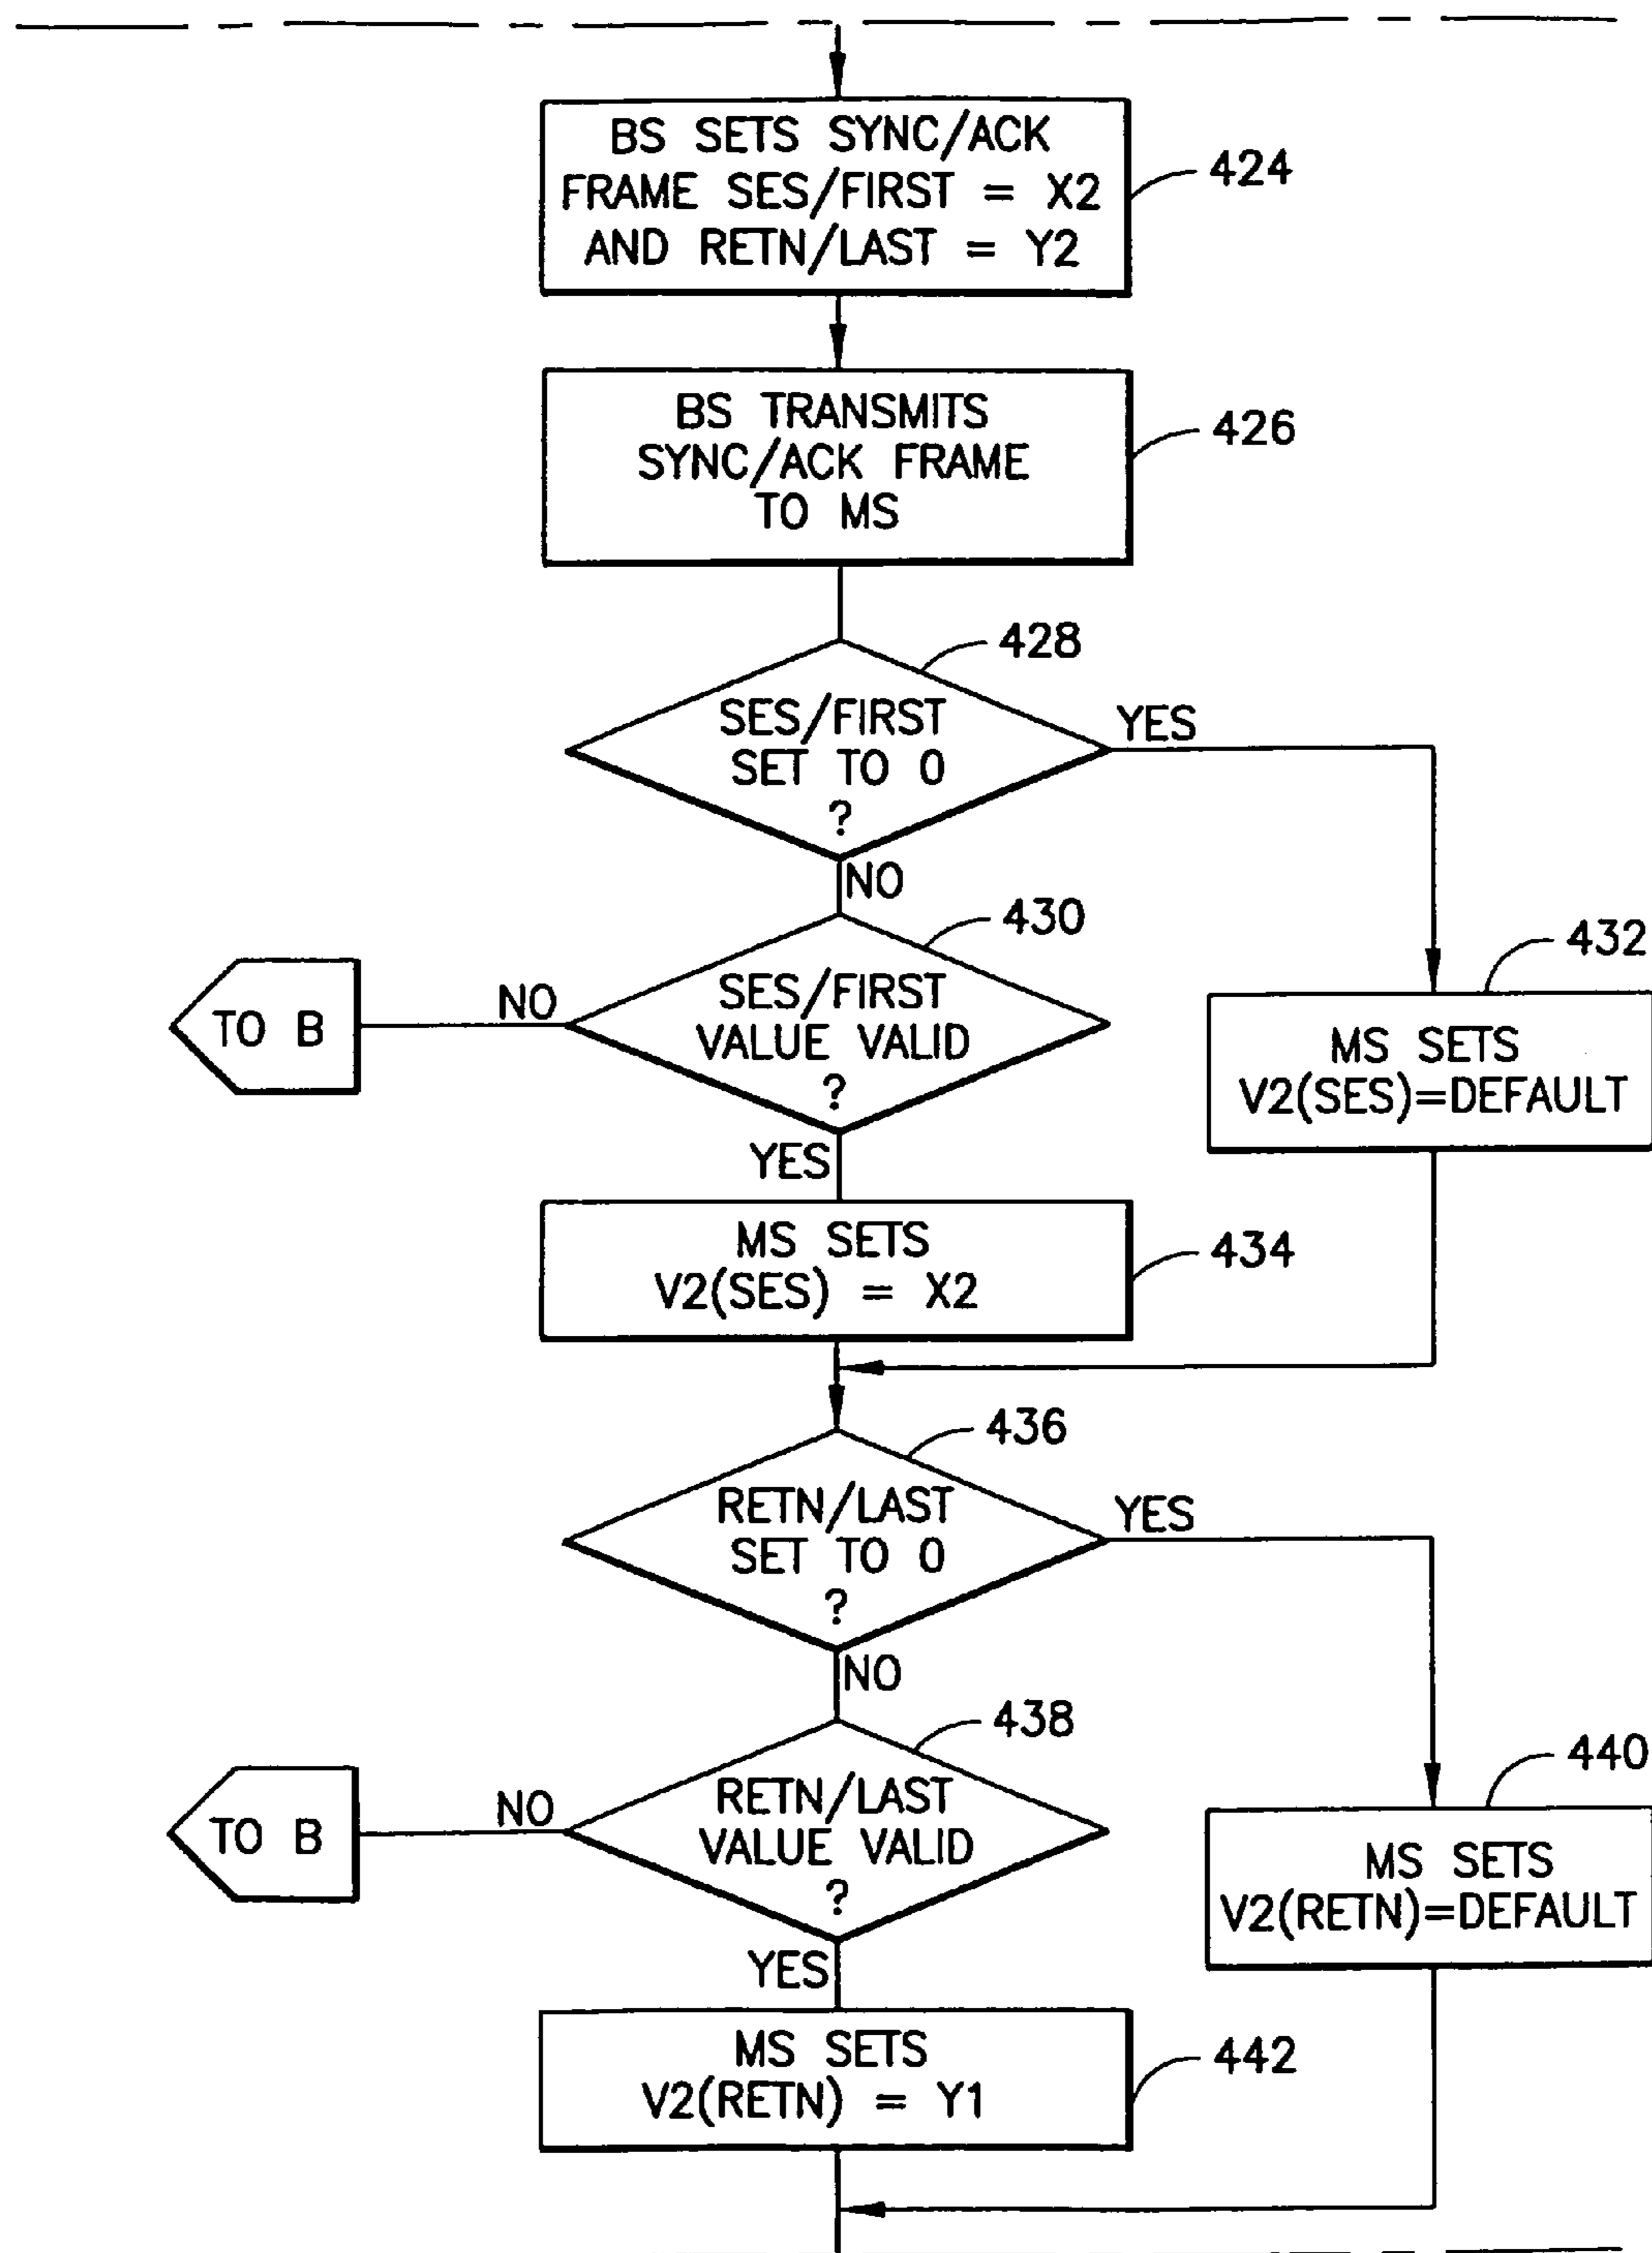 BS SETS SYNC/ACK
FRAME SES/FIRST = X2
AND RETN/LAST = Y2
424
BS TRANSMITS
SYNC/ACK FRAME
TO MS
426
428
SES/FIRST
SET TO 0
?
YES
NO
430
SES/FIRST
VALUE VALID
?
NO
TO B
432
MS SETS
V2(SES)=DEFAULT
YES
MS SETS
V2(SES) = X2
434
436
RETN/LAST
SET TO 0
?
YES
NO
438
RETN/LAST
VALUE VALID
?
NO
TO B
440
MS SETS
V2(RETN)=DEFAULT
YES
MS SETS
V2(RETN) = Y1
442